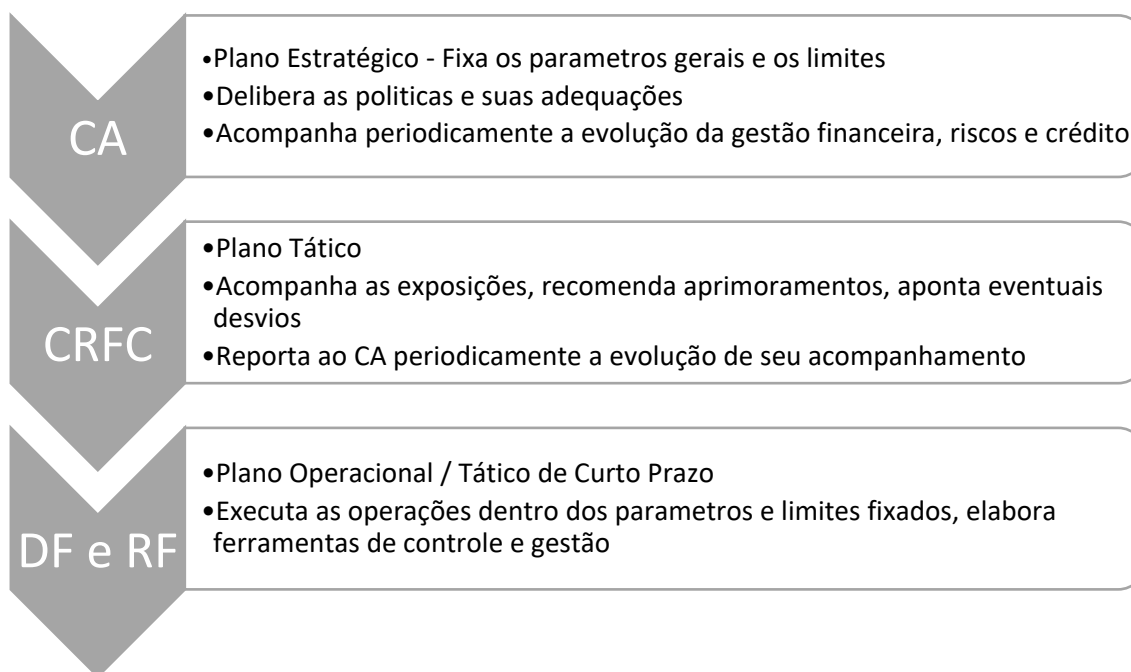 CA
•Plano Estratégico - Fixa os parametros gerais e os limites
•Delibera as politicas e suas adequações
•Acompanha periodicamente a evolução da gestão financeira, riscos e crédito
CRFC
•Plano Tático
•Acompanha as exposições, recomenda aprimoramentos, aponta eventuais
desvios
•Reporta ao CA periodicamente a evolução de seu acompanhamento
DF e RF
•Plano Operacional / Tático de Curto Prazo
•Executa as operações dentro dos parametros e limites fixados, elabora
ferramentas de controle e gestão